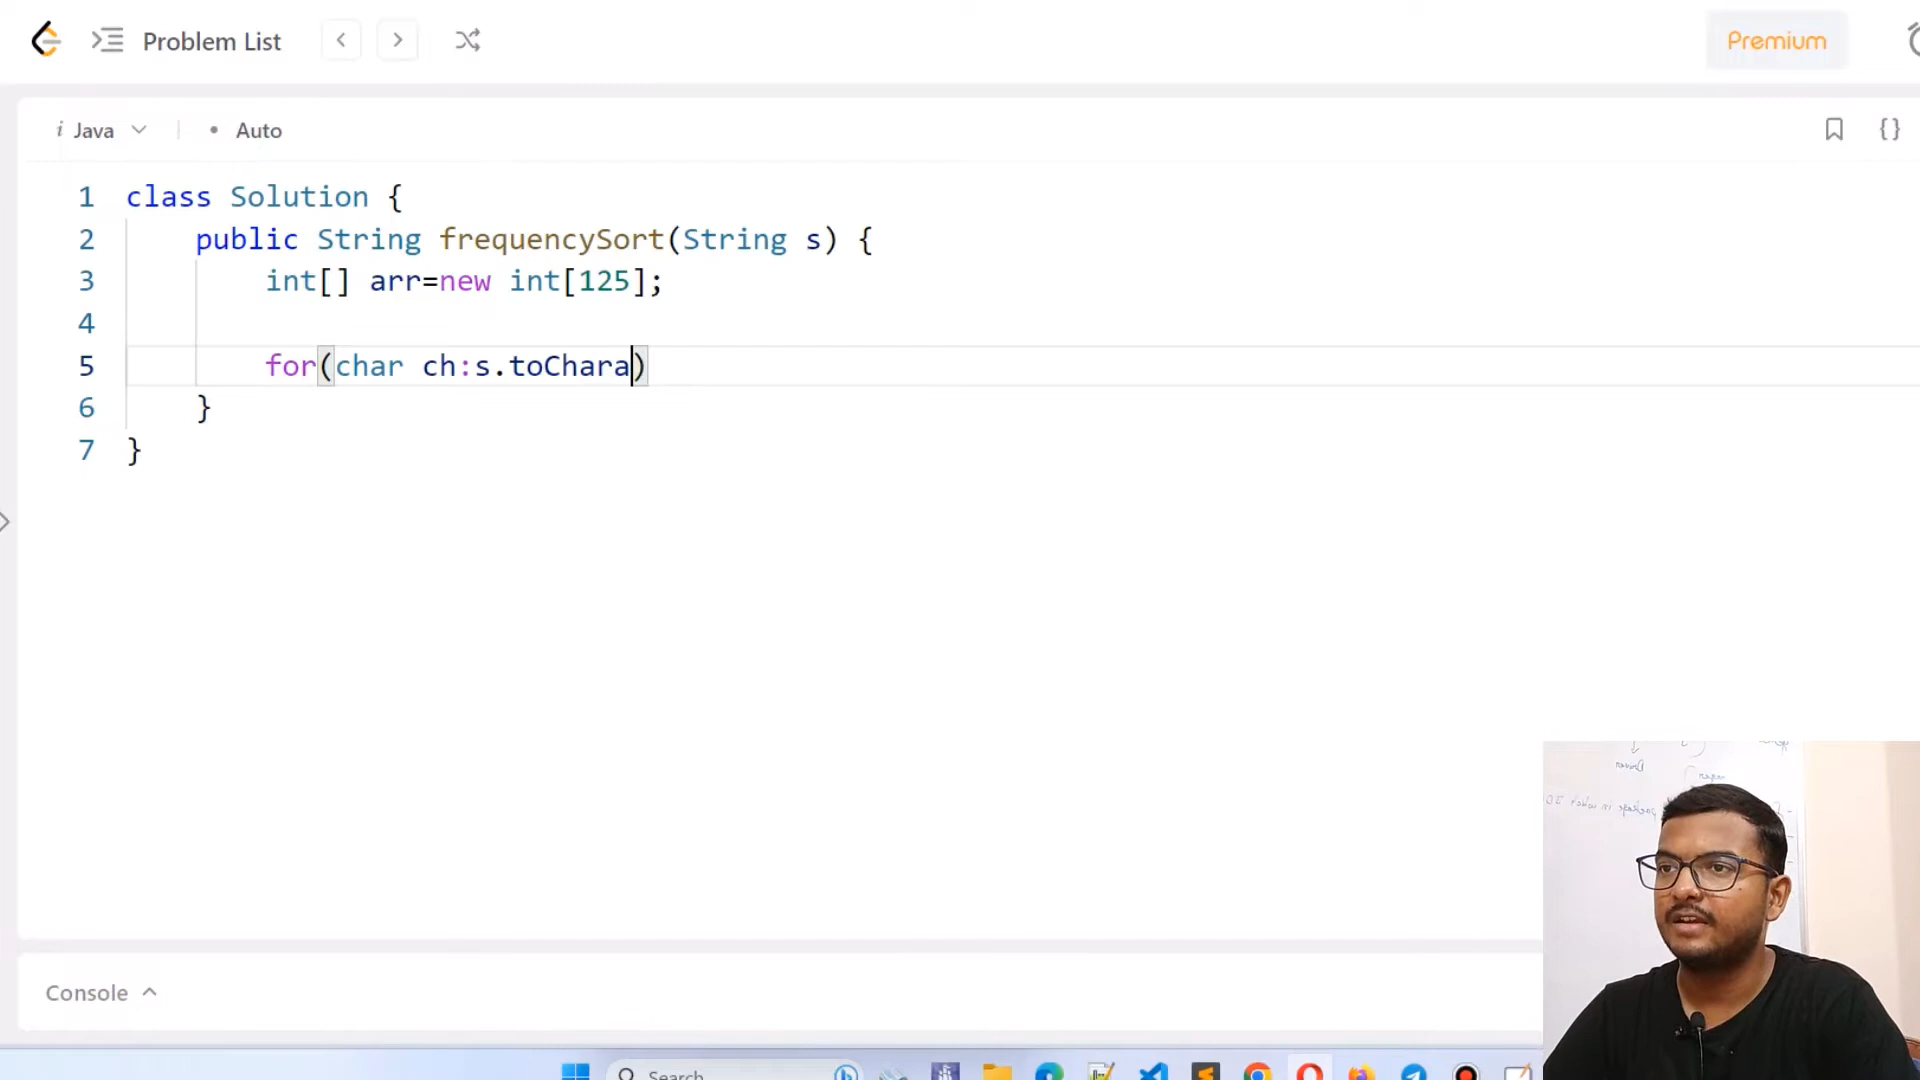 Problem List
Premium
i Java
Auto
1 class Solution {
2 public String frequencySort(String s) {
3 int[] arr=new int[125];
4
5 for(char ch:s.toChara)
6 }
7 }
{}
Console
Search